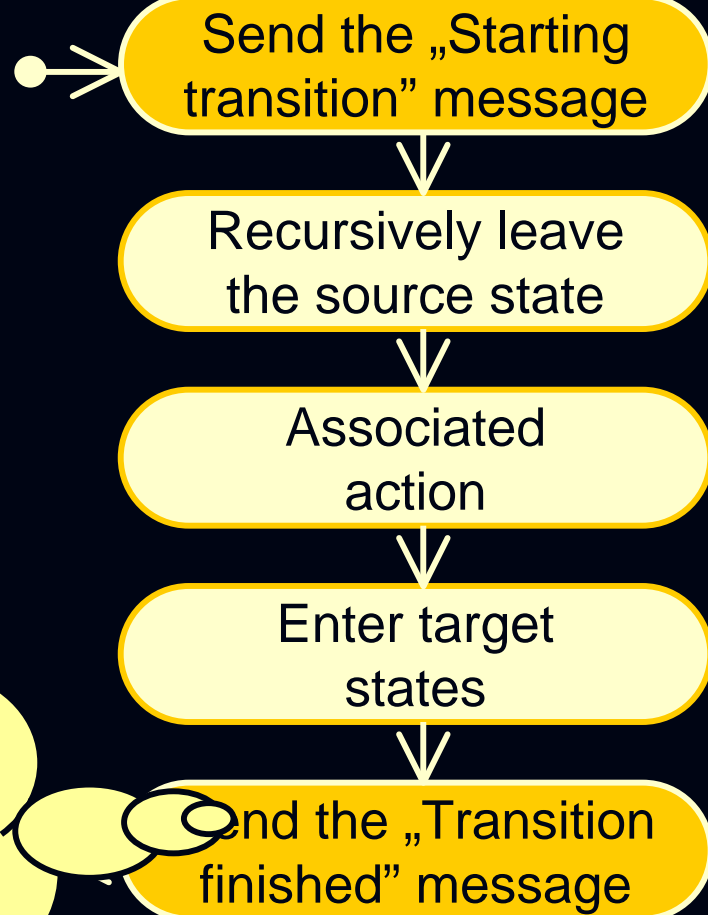 Send the „Starting
transition” message
Recursively leave
the source state
Associated
action
Enter target
states
end the „Transition
finished” message